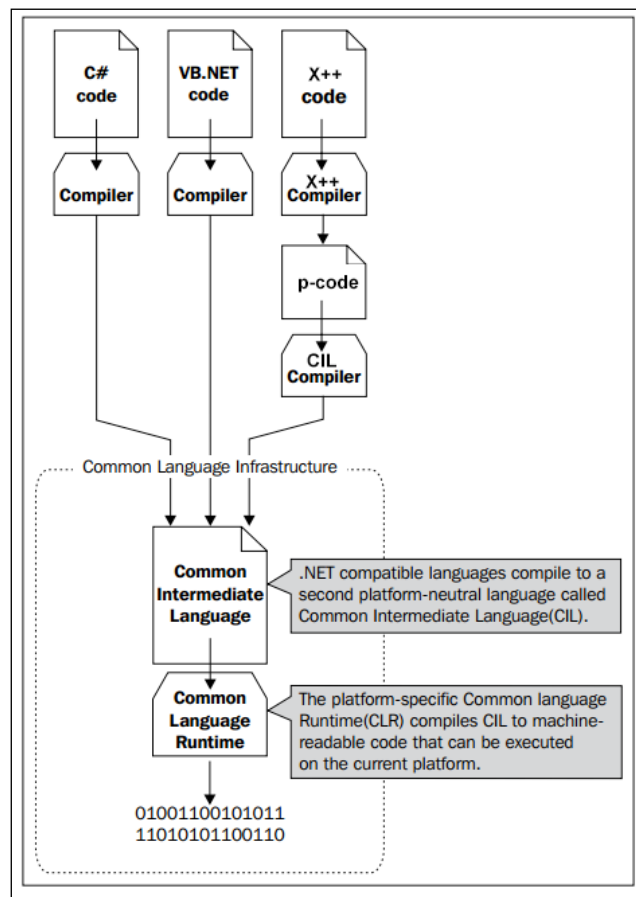 C#
code
VB.NET
code
X++
code
Compiler
Compiler
X++
Compiler
p-code
CIL
Compiler
Common Language Infrastructure
Common
Intermediate
Language
.NET compatible languages compile to a
second platform-neutral language called
Common Intermediate Language(CIL).
Common
Language
Runtime
The platform-specific Common language
Runtime(CLR) compiles CIL to machine-
readable code that can be executed
on the current platform.
01001100101011
11010101100110